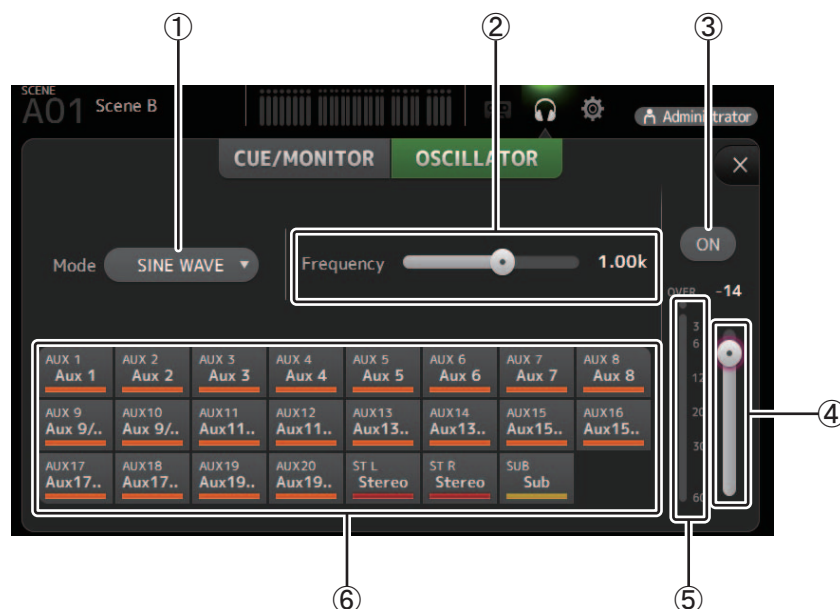 ① ② ③
SCENE
A01 Scene B
Administrator
CUE/MONITOR OSCILLATOR ×
Mode SINE WAVE ▼ Frequency 1.00k ON
OVER -14
3
6
12
20
30
60
AUX 1 AUX 2 AUX 3 AUX 4 AUX 5 AUX 6 AUX 7 AUX 8
Aux 1 Aux 2 Aux 3 Aux 4 Aux 5 Aux 6 Aux 7 Aux 8
AUX 9 AUX10 AUX11 AUX12 AUX13 AUX14 AUX15 AUX16
Aux 9/.. Aux 9/.. Aux11.. Aux11.. Aux13.. Aux13.. Aux15.. Aux15..
④
AUX17 AUX18 AUX19 AUX20 ST L ST R SUB
Aux17.. Aux17.. Aux19.. Aux19.. Stereo Stereo Sub
⑥ ⑤